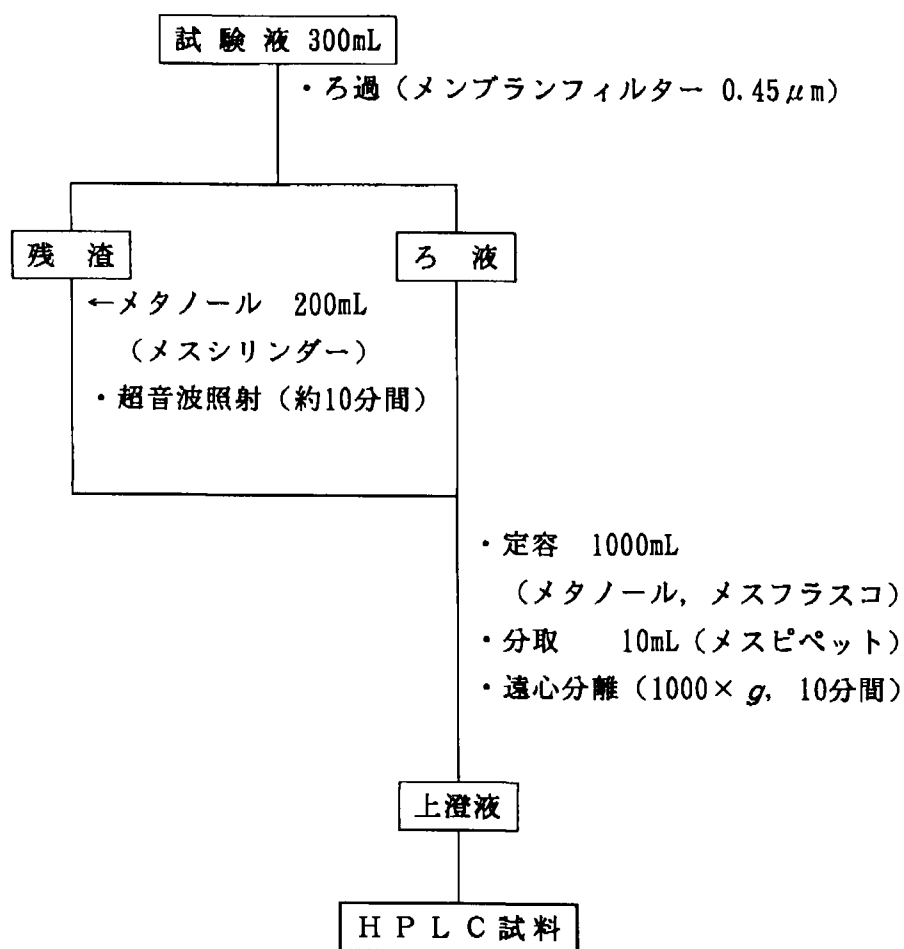 試験液 300mL
・ろ過（メンブランフィルター 0.45μm）
残渣
ろ液
←メタノール 200mL
（メスシリンダー）
・超音波照射（約10分間）
・定容 1000mL
（メタノール, メスフラスコ）
・分取 10mL（メスピペット）
・遠心分離（1000× g, 10分間）
上澄液
HPLC試料